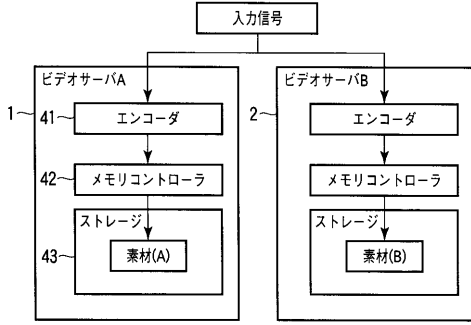 入力信号
ビデオサーバA
1
41
エンコーダ
42
メモリコントローラ
ストレージ
43
素材(A)
ビデオサーバB
2
エンコーダ
メモリコントローラ
ストレージ
素材(B)